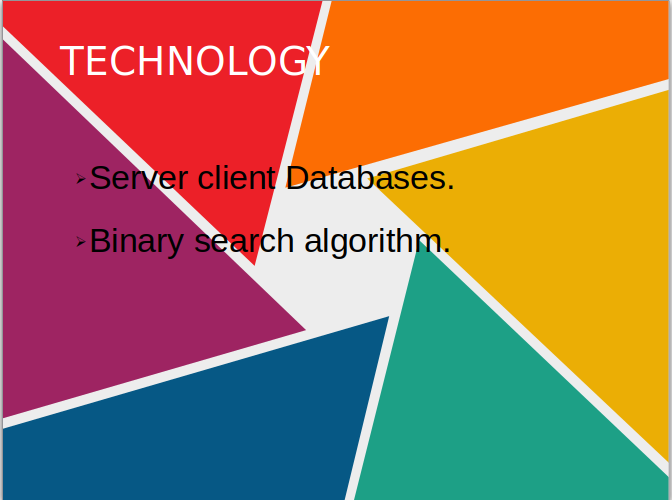 TECHNOLOGY
➢Server client Databases.
➢Binary search algorithm.